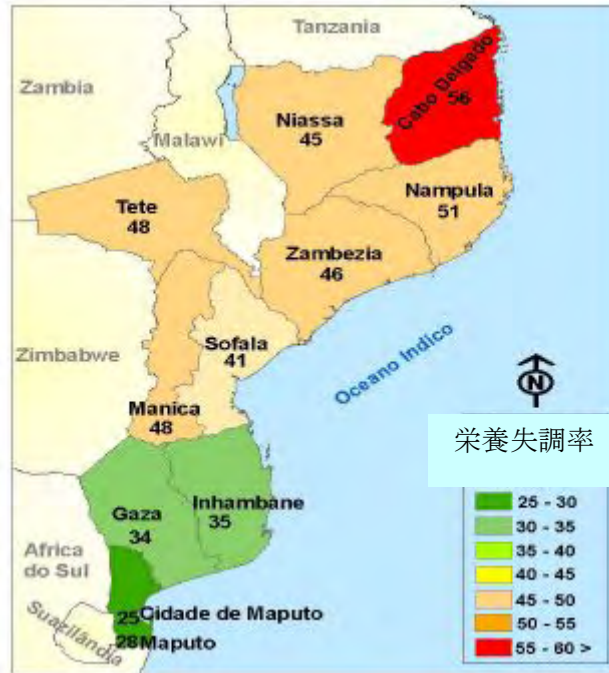 Tanzania
Zambia
Cabo Delgado
56
Niassa
45
Malawi
Nampula
51
Tete
48
Zambezia
46
Sofala
41
Zimbabwe
Oceano Indico
Manica
48
N
栄養失調率
Inhambane
35
Gaza
34
Africa
do Sul
25 Cidade de Maputo
28 Maputo
Suazilândia
25 - 30
30 - 35
35 - 40
40 - 45
45 - 50
50 - 55
55 - 60 >